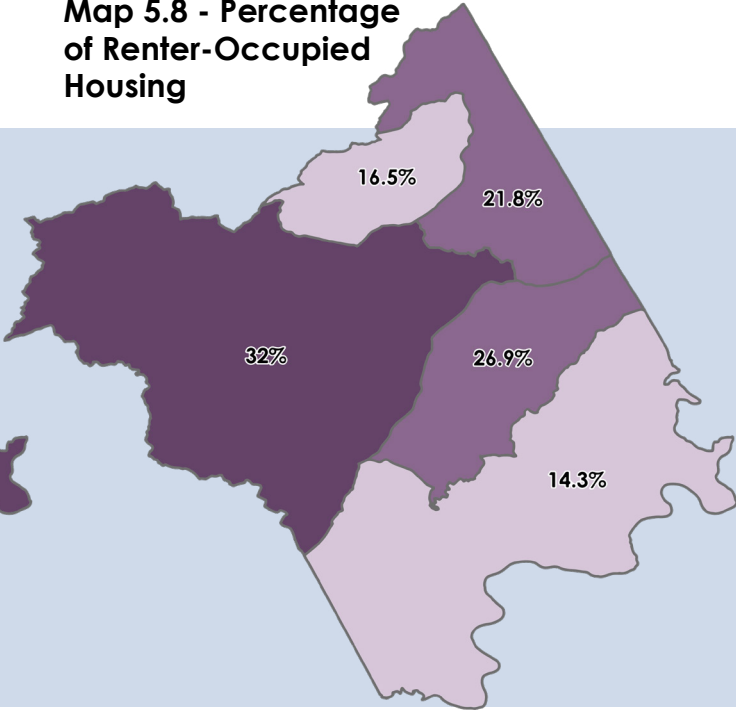 Map 5.8 - Percentage
of Renter-Occupied
Housing
16.5%
21.8%
32%
26.9%
14.3%